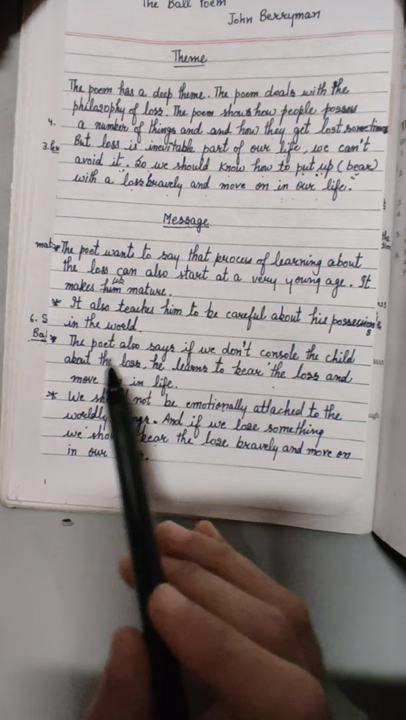 The Ball Poem
John Berryman
Theme
The poem has a deep theme. The poem deals with the
philosophy of loss. The poem shows how people possess
a number of things and and how they get lost sometime
But loss is inevitable part of our life, we can't
avoid it. So we should know how to put up (bear)
with a loss bravely and move on in our life.
Message
* The poet wants to say that process of learning about
the loss can also start at a very young age. It
makes him mature.
* It also teaches him to be careful about his possession's
in the world.
* The poet also says if we don't console the child
about the loss, he learns to bear the loss and
move in life.
* We not be emotionally attached to the
worldly And if we lose something
we bear the lose bravely and move on
in our